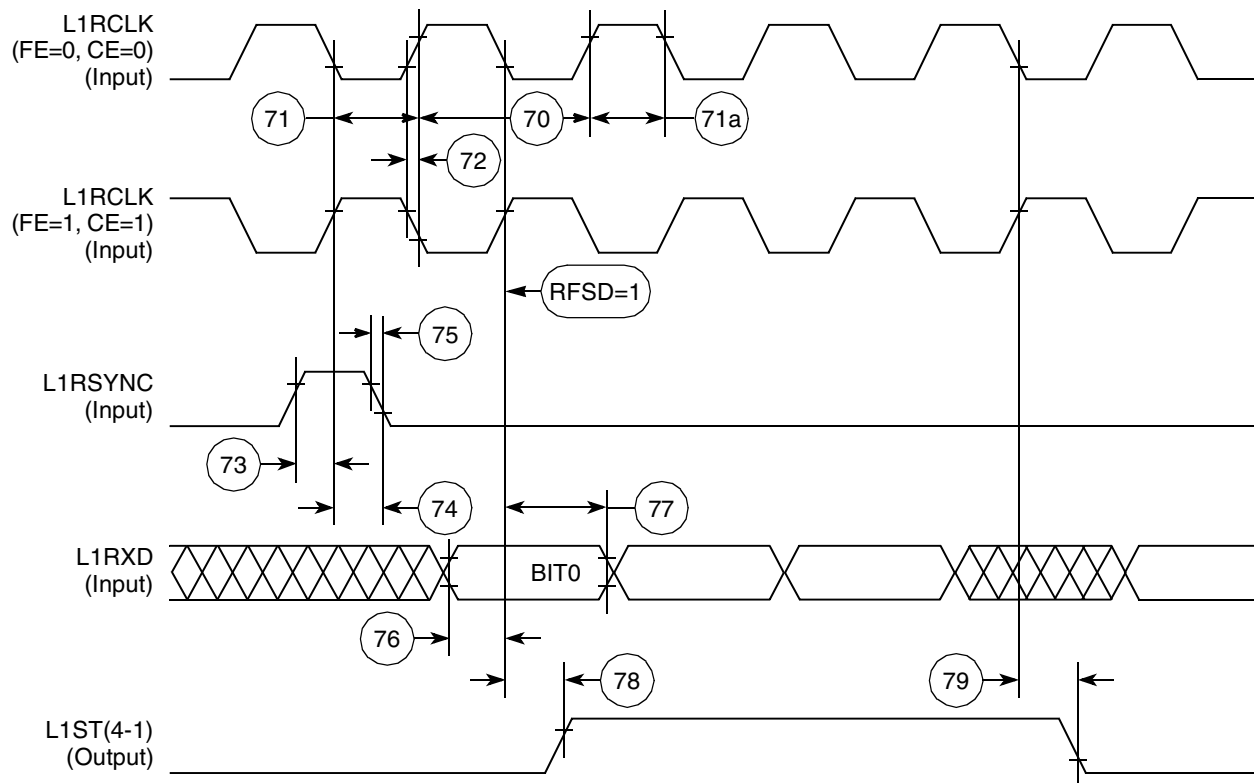 L1RCLK
(FE=0, CE=0)
(Input)
71
70
71a
72
L1RCLK
(FE=1, CE=1)
(Input)
RFSD=1
75
L1RSYNC
(Input)
73
74
77
L1RXD
(Input)
BIT0
76
78
79
L1ST(4-1)
(Output)